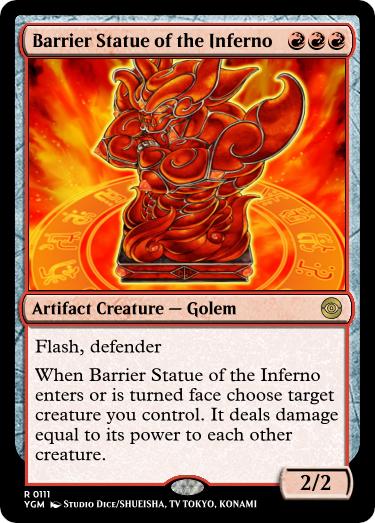 Barrier Statue of the Inferno
Artifact Creature — Golem
Flash, defender
When Barrier Statue of the Inferno
enters or is turned face choose target
creature you control. It deals damage
equal to its power to each other
creature.
2/2
R 0111
YGM Studio Dice/SHUEISHA, TV TOKYO, KONAMI